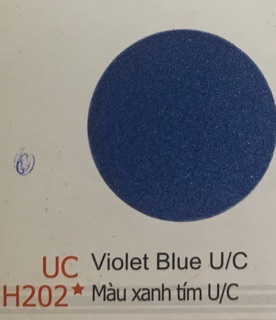 UC Violet Blue U/C
H202★ Màu xanh tím U/C